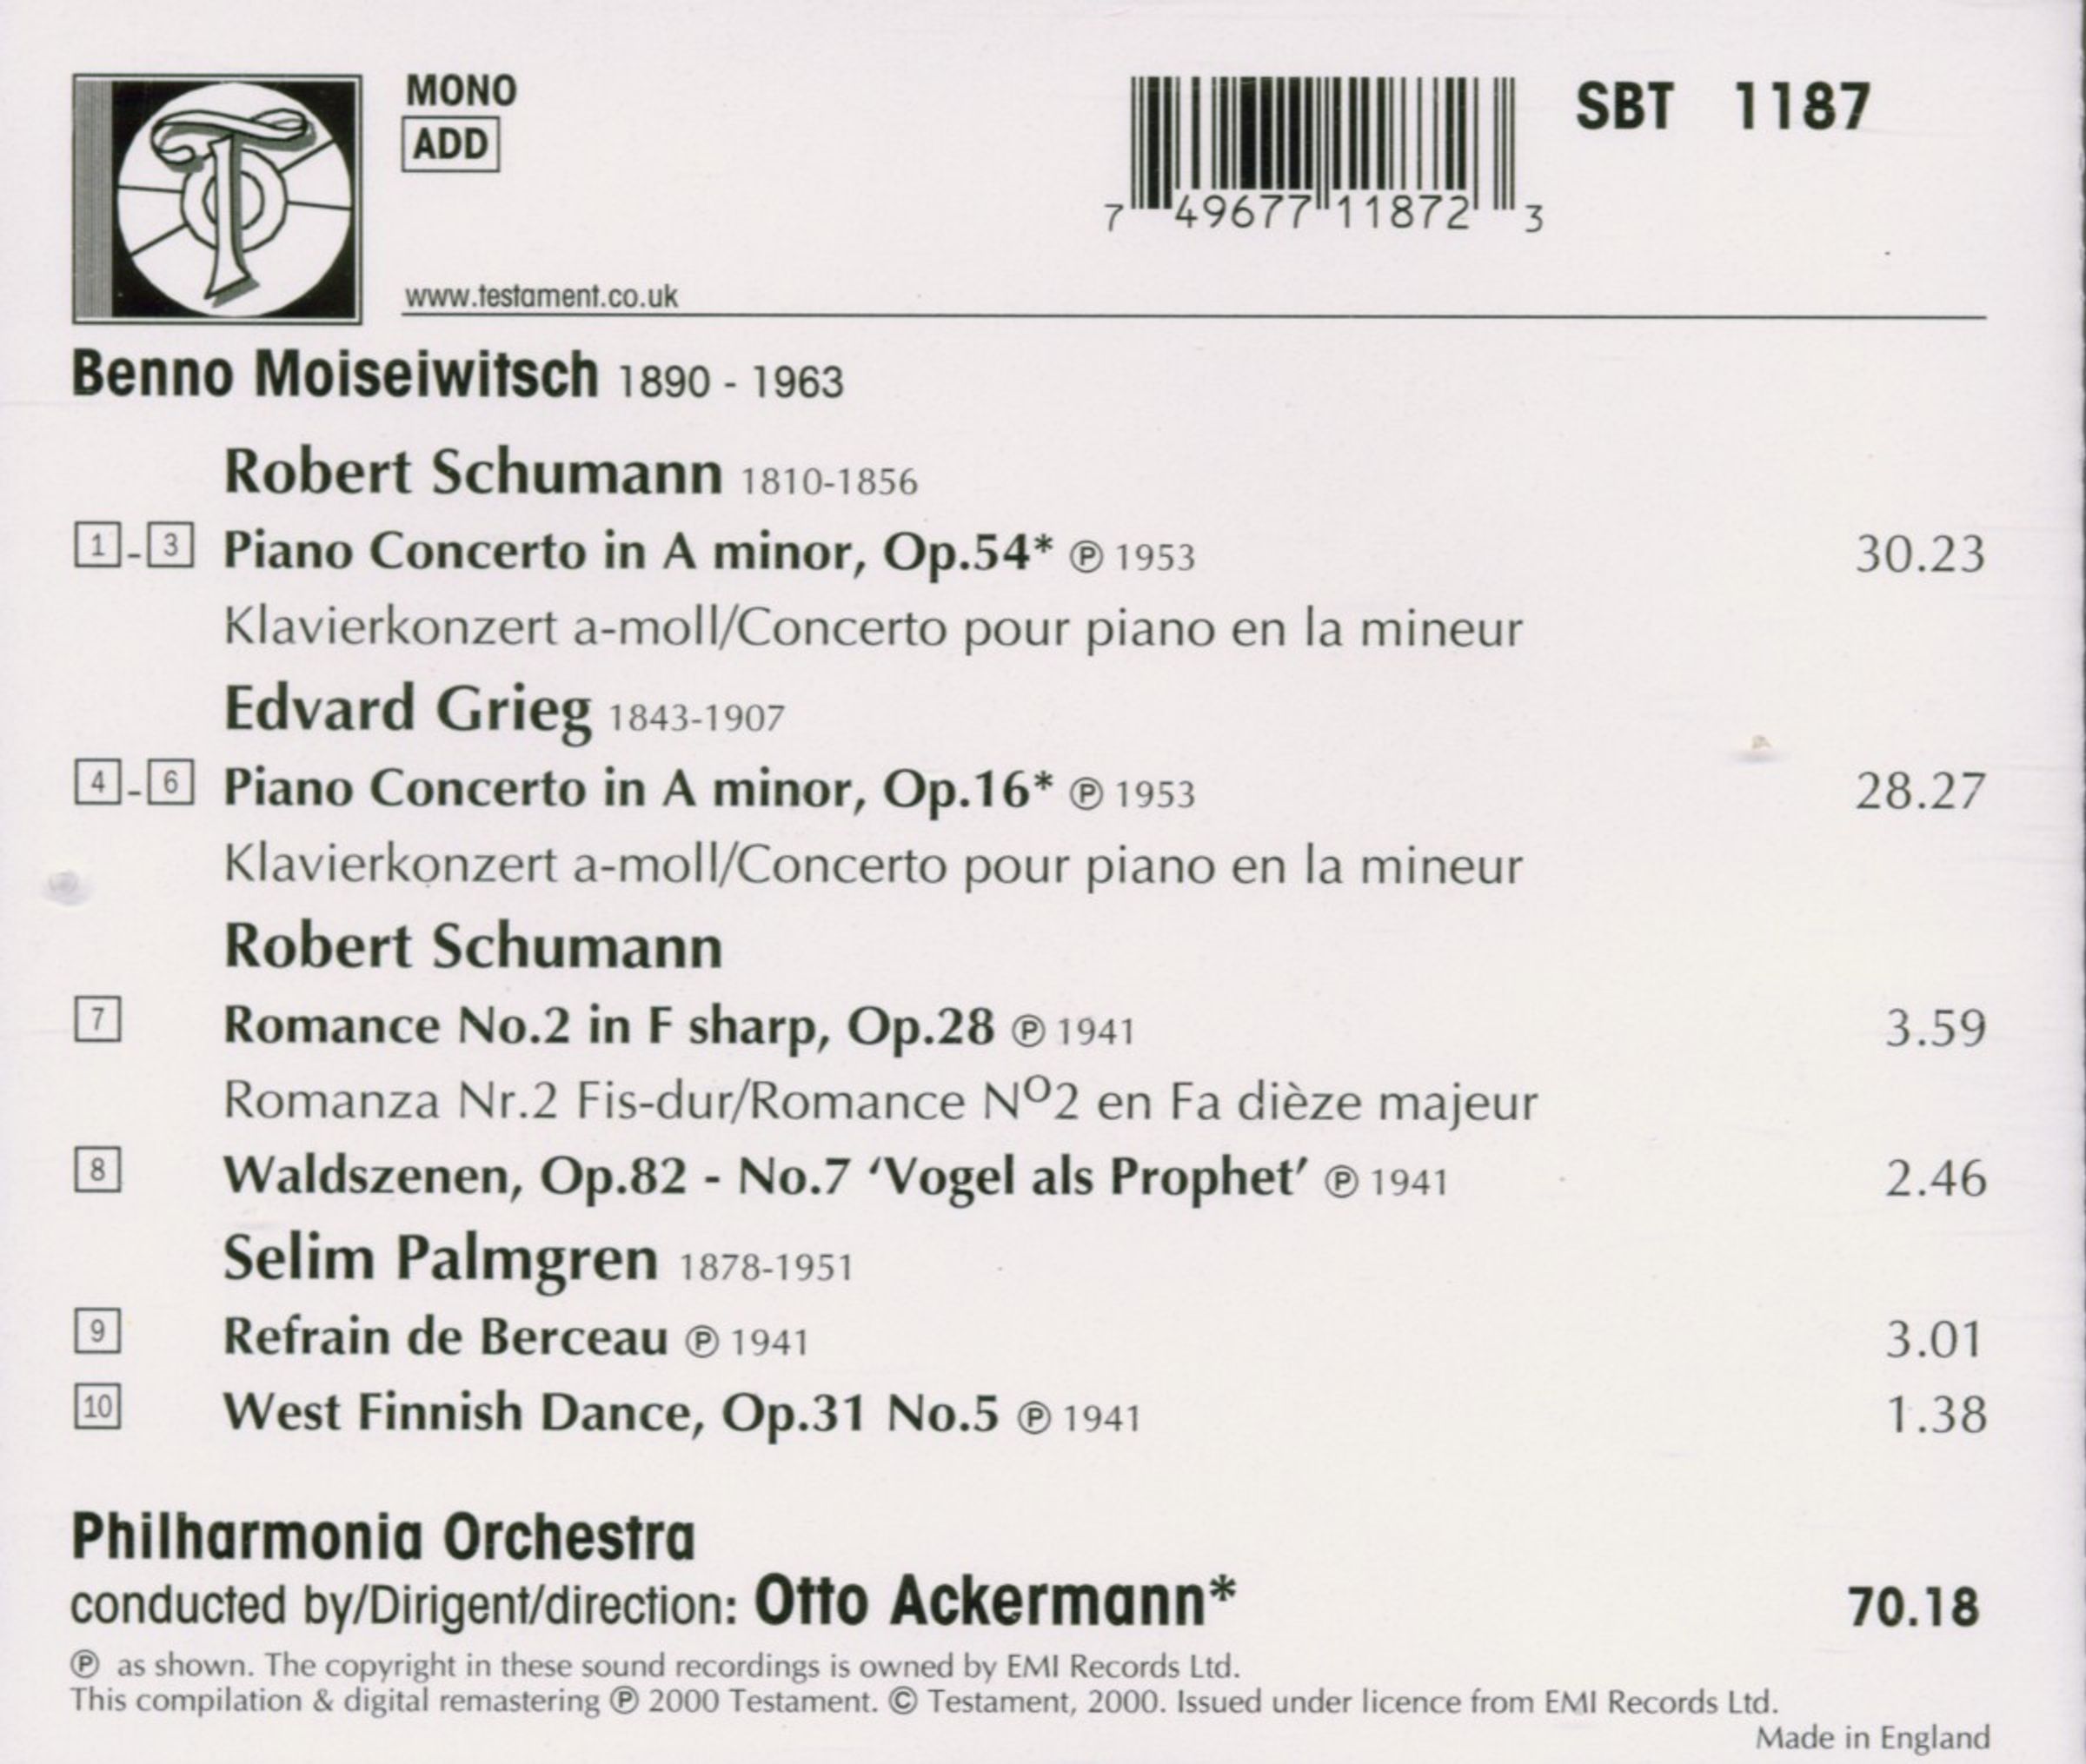 MONO
ADD
SBT 1187
7 49677 11872 3
www.testament.co.uk
Benno Moiseiwitsch 1890 - 1963
Robert Schumann 1810-1856
1-3 Piano Concerto in A minor, Op.54* ℗ 1953 30.23
Klavierkonzert a-moll/Concerto pour piano en la mineur
Edvard Grieg 1843-1907
4-6 Piano Concerto in A minor, Op.16* ℗ 1953 28.27
Klavierkonzert a-moll/Concerto pour piano en la mineur
Robert Schumann
7 Romance No.2 in F sharp, Op.28 ℗ 1941 3.59
Romanza Nr.2 Fis-dur/Romance Nº2 en Fa dièze majeur
8 Waldszenen, Op.82 - No.7 ‘Vogel als Prophet’ ℗ 1941 2.46
Selim Palmgren 1878-1951
9 Refrain de Berceau ℗ 1941 3.01
10 West Finnish Dance, Op.31 No.5 ℗ 1941 1.38
Philharmonia Orchestra
conducted by/Dirigent/direction: Otto Ackermann* 70.18
℗ as shown. The copyright in these sound recordings is owned by EMI Records Ltd.
This compilation & digital remastering ℗ 2000 Testament. © Testament, 2000. Issued under licence from EMI Records Ltd.
Made in England